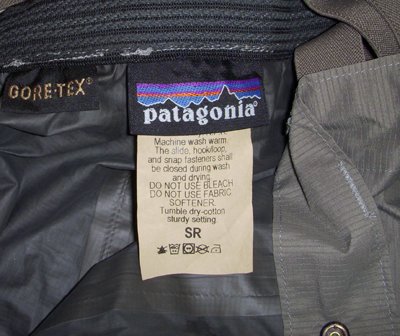 GORE-TEX®
patagonia®
Machine wash warm.
The slide, hook/loop,
and snap fasteners shall
be closed during wash
and drying
DO NOT USE BLEACH
DO NOT USE FABRIC
SOFTENER.
Tumble dry-cotton
sturdy setting.
SR